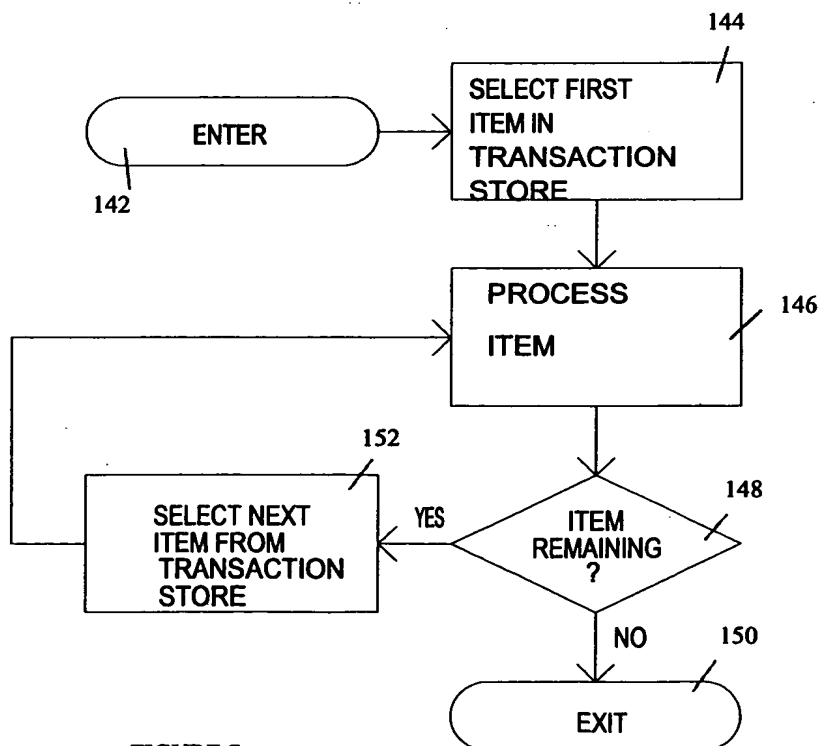 144
SELECT FIRST
ITEM IN
TRANSACTION
STORE
ENTER
142
PROCESS
ITEM
146
152
SELECT NEXT
ITEM FROM
TRANSACTION
STORE
YES
ITEM
REMAINING
?
148
NO
150
EXIT